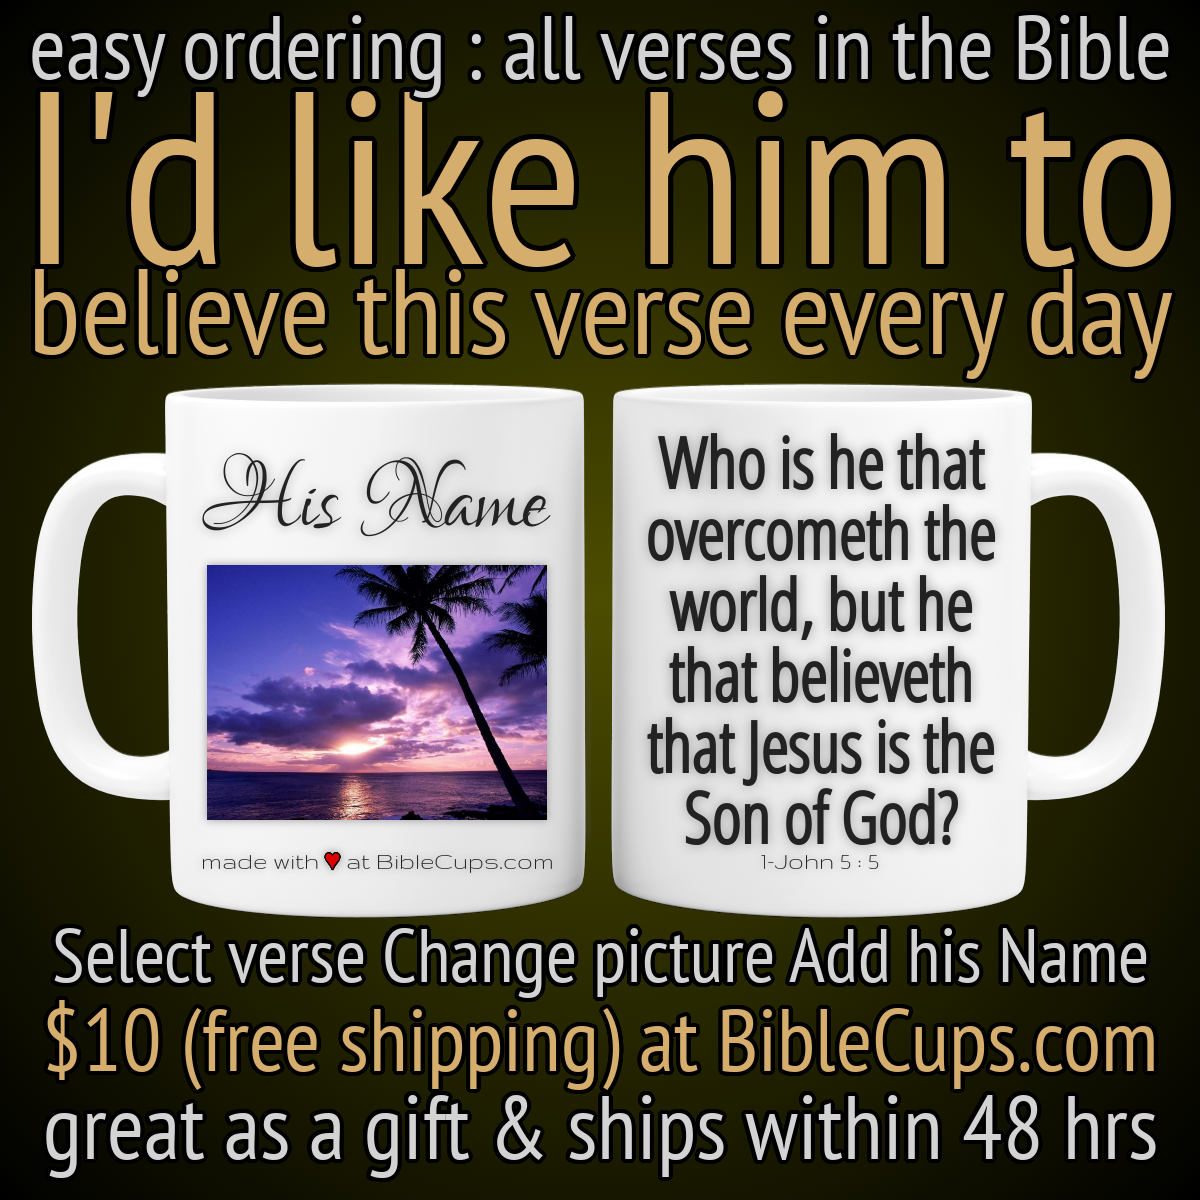 easy ordering : all verses in the Bible
I'd like him to
believe this verse every day
His Name
made with at BibleCups.com
Who is he that
overcometh the
world, but he
that believeth
that Jesus is the
Son of God?
1-John 5 : 5
Select verse Change picture Add his Name
$10 (free shipping) at BibleCups.com
great as a gift & ships within 48 hrs